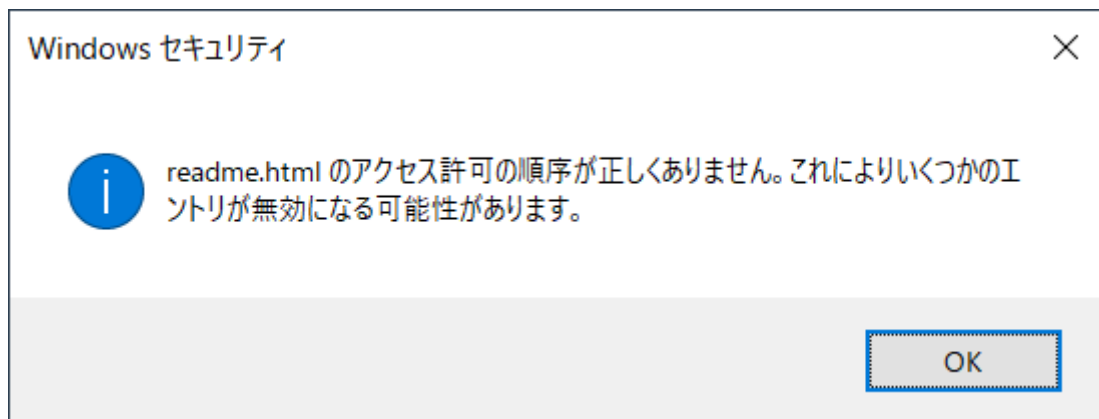 Windows セキュリティ
readme.html のアクセス許可の順序が正しくありません。これによりいくつかのエ
ントリが無効になる可能性があります。
OK